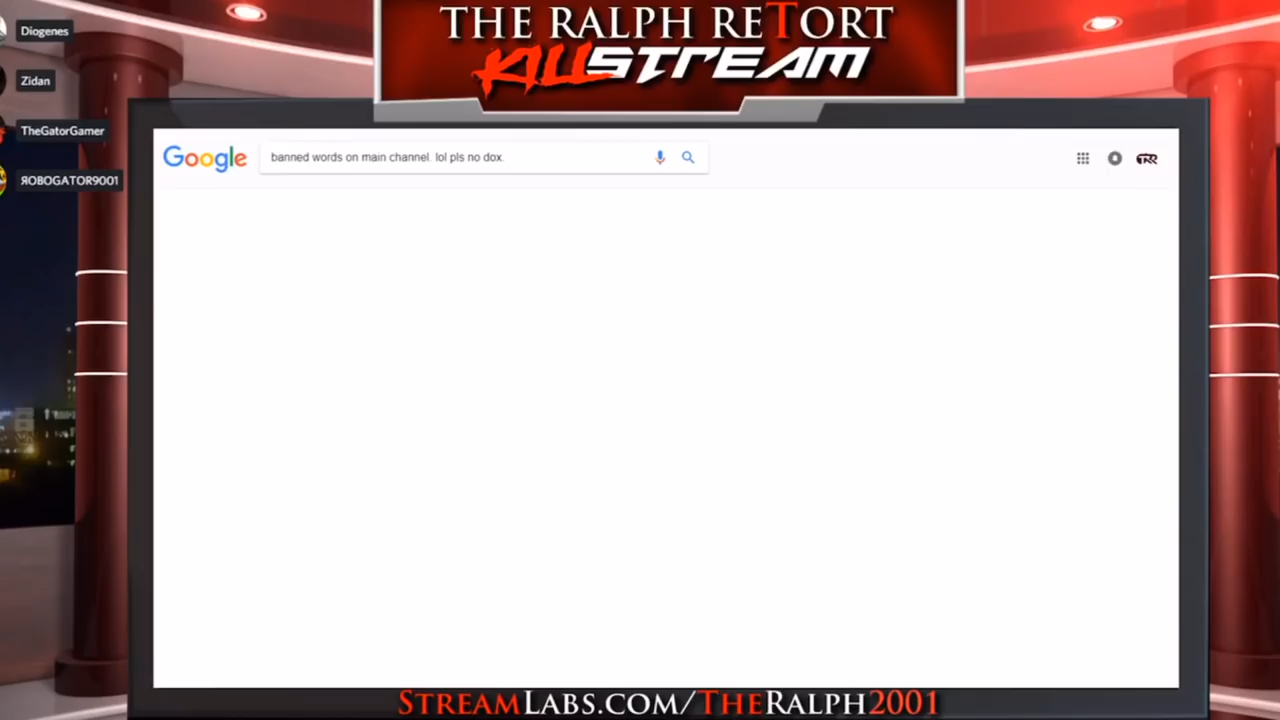 THE RALPH RETORT
KILLSTREAM
Diogenes
Zidan
TheGatorGamer
ЯOBOGATOR9001
Google
banned words on main channel. lol pls no dox.
TRR
STREAMLABS.COM/THERALPH2001